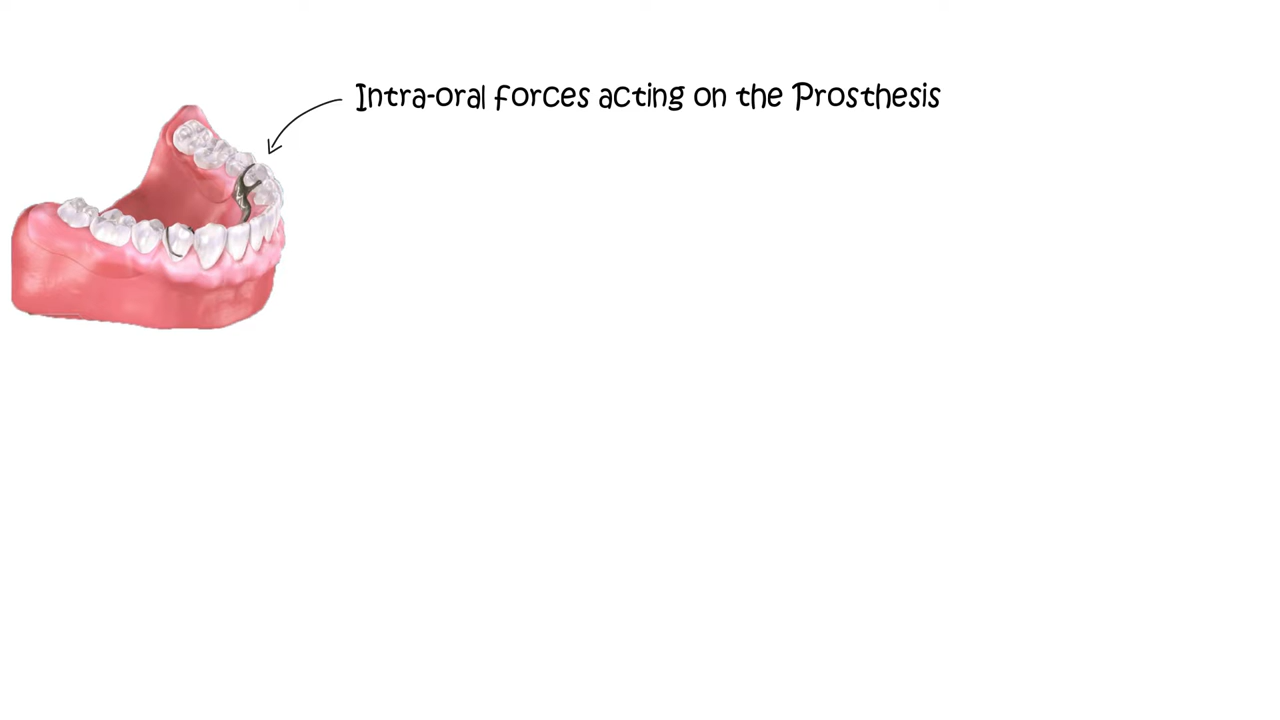 Intra-oral forces acting on the Prosthesis